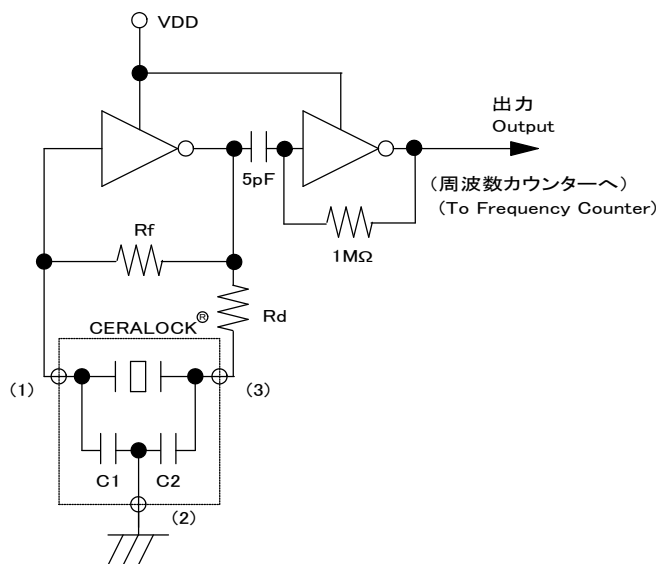 VDD
出力
Output
5pF
(周波数カウンターへ)
(To Frequency Counter)
Rf
1MΩ
Rd
CERALOCK®
(1)
(3)
C1
C2
(2)